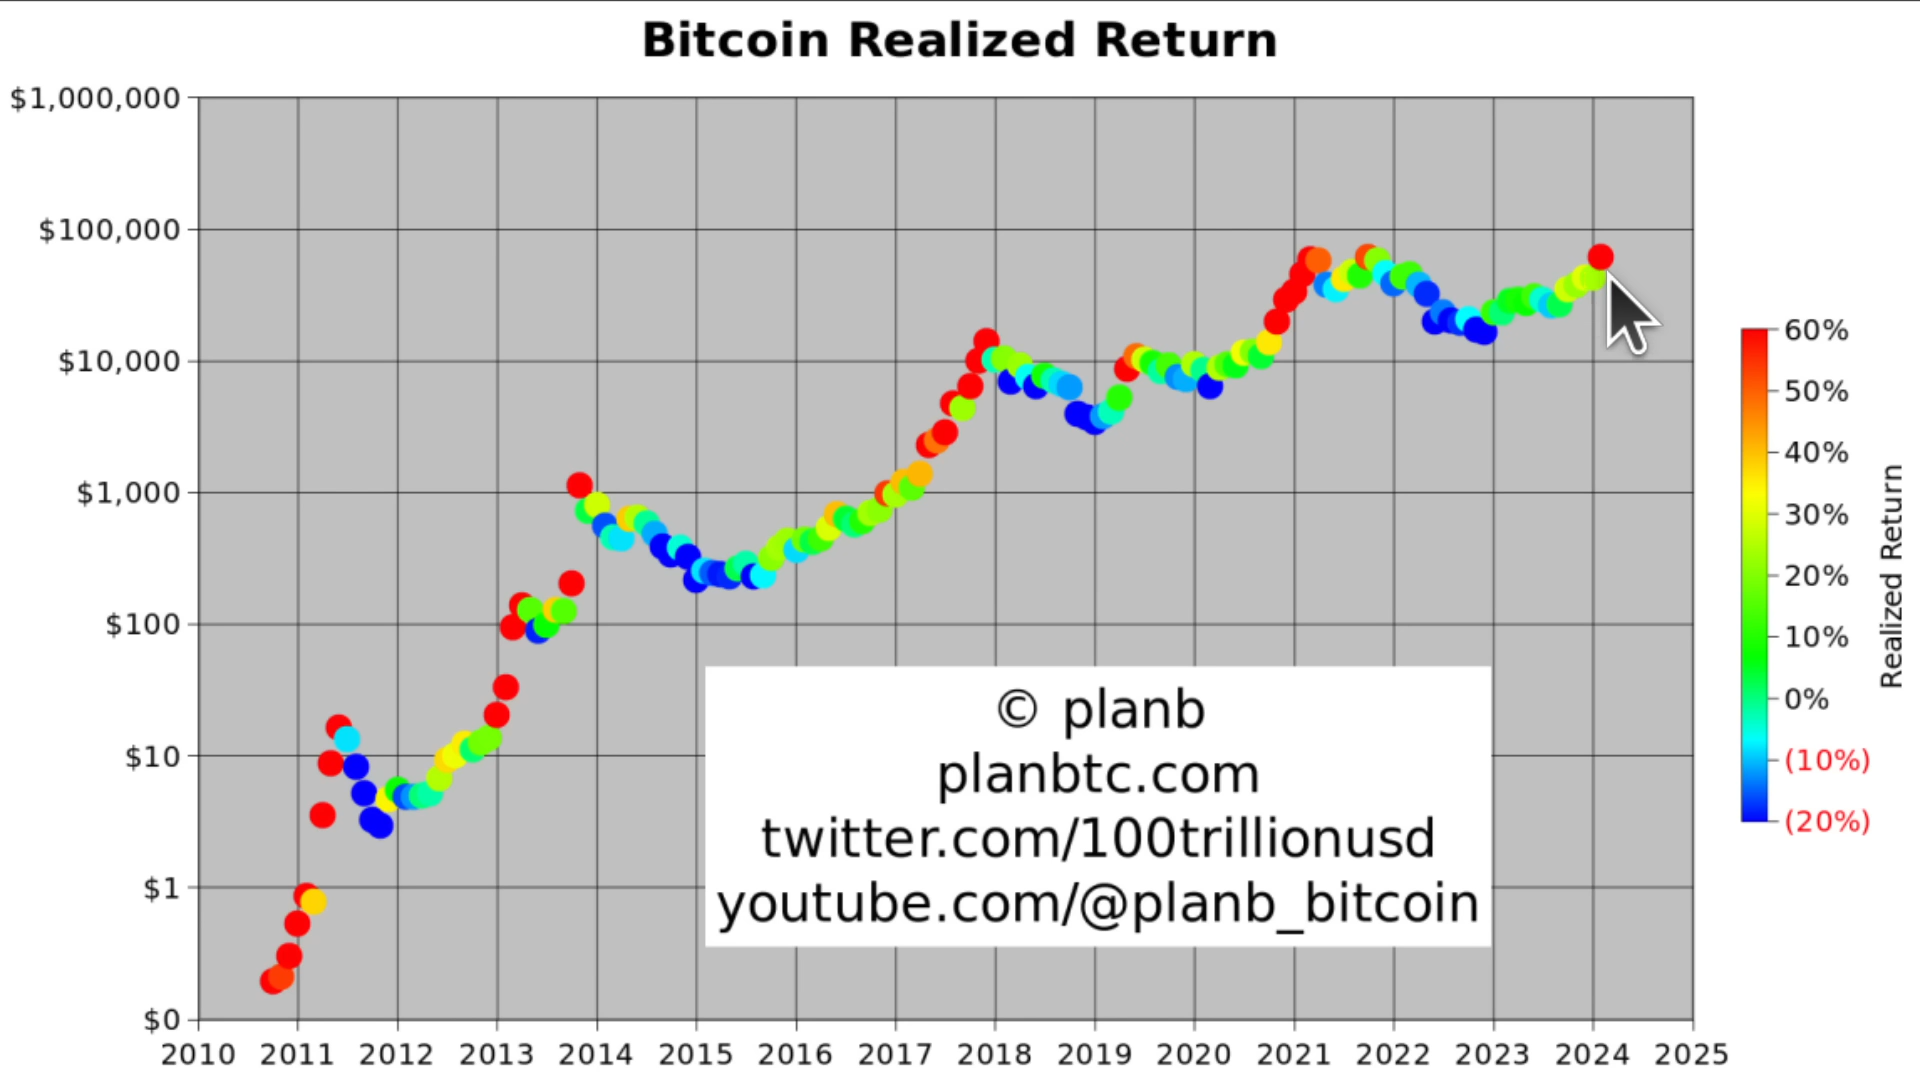 Bitcoin Realized Return
$1,000,000
$100,000
$10,000
$1,000
$100
$10
$1
$0
2010 2011 2012 2013 2014 2015 2016 2017 2018 2019 2020 2021 2022 2023 2024 2025
© planb
planbtc.com
twitter.com/100trillionusd
youtube.com/@planb_bitcoin
60%
50%
40%
30%
20%
10%
0%
(10%)
(20%)
Realized Return